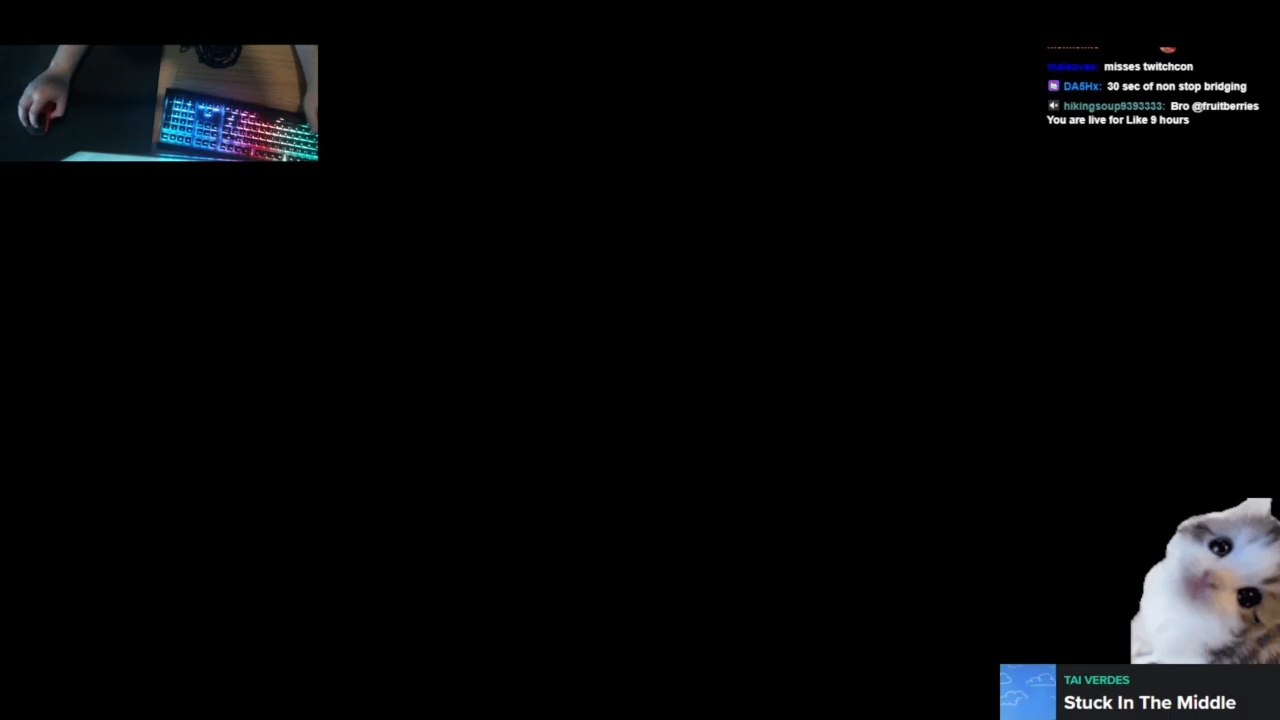 maleovex: misses twitchcon
DA5Hx: 30 sec of non stop bridging
hikingsoup9393333: Bro @fruitberries
You are live for Like 9 hours
TAI VERDES
Stuck In The Middle